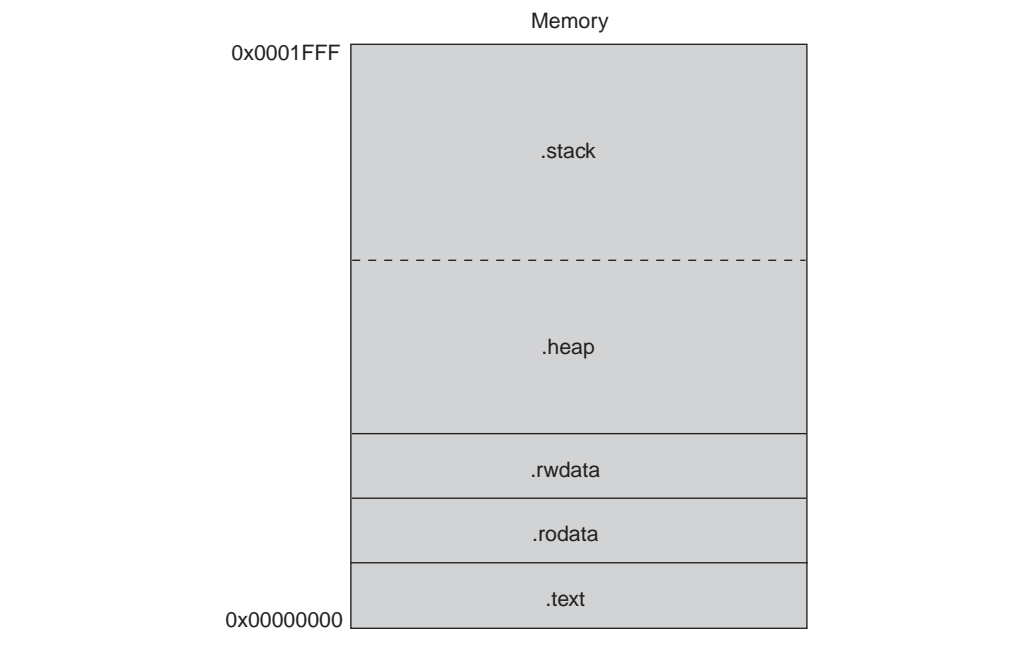 Memory
0x0001FFF
.stack
.heap
.rwdata
.rodata
.text
0x00000000